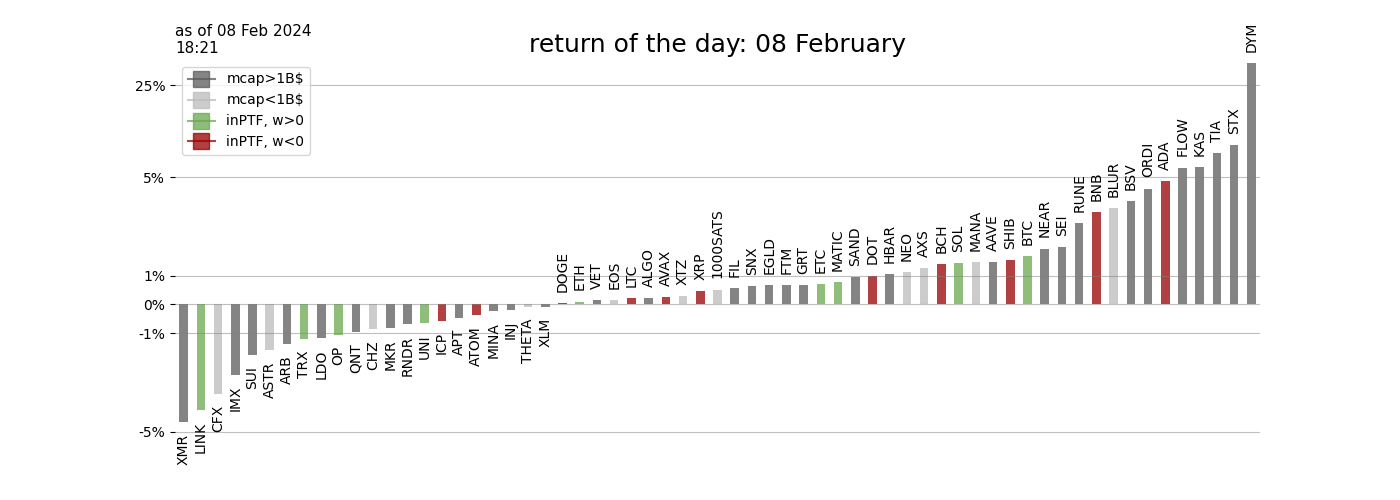 as of 08 Feb 2024
18:21
return of the day: 08 February
mcap>1B$
mcap<1B$
inPTF, w>0
inPTF, w<0
25%
5%
1%
0%
-1%
-5%
XMR
LINK
CFX
IMX
SUI
ASTR
ARB
TRX
LDO
OP
QNT
CHZ
MKR
RNDR
UNI
ICP
APT
ATOM
MINA
INJ
THETA
XLM
DOGE
ETH
VET
EOS
LTC
ALGO
AVAX
XTZ
XRP
1000SATS
FIL
SNX
EGLD
FTM
GRT
ETC
MATIC
SAND
DOT
HBAR
NEO
AXS
BCH
SOL
MANA
AAVE
SHIB
BTC
NEAR
SEI
RUNE
BNB
BLUR
BSV
ORDI
ADA
FLOW
KAS
TIA
STX
DYM